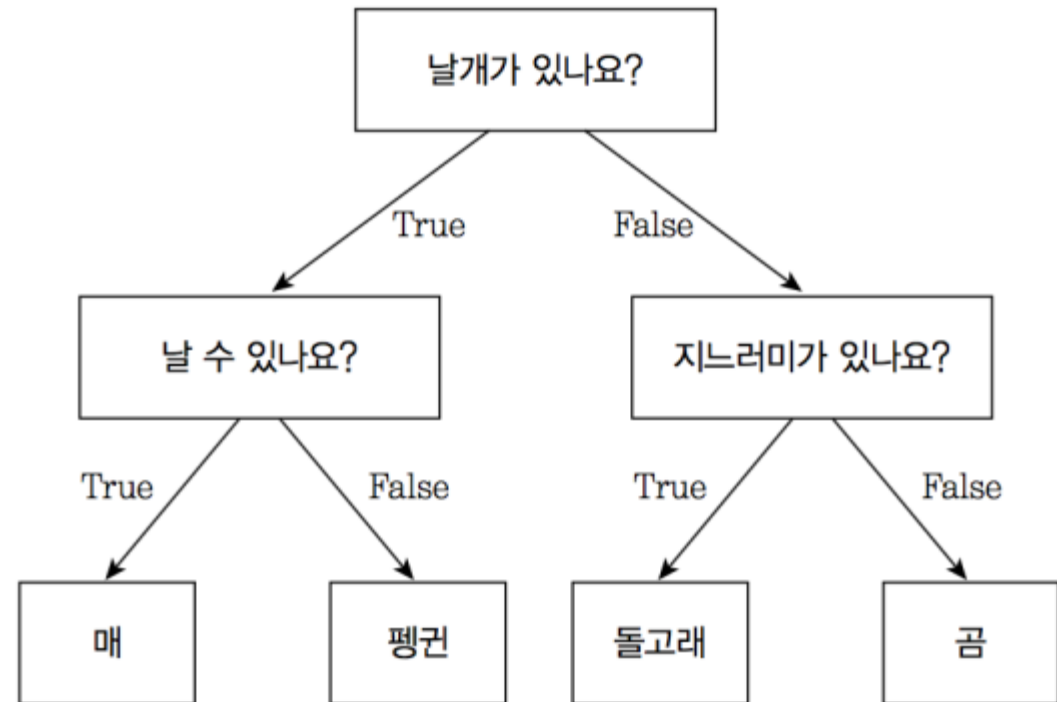 날개가 있나요?
True
False
날 수 있나요?
지느러미가 있나요?
True
False
True
False
매
펭귄
돌고래
곰